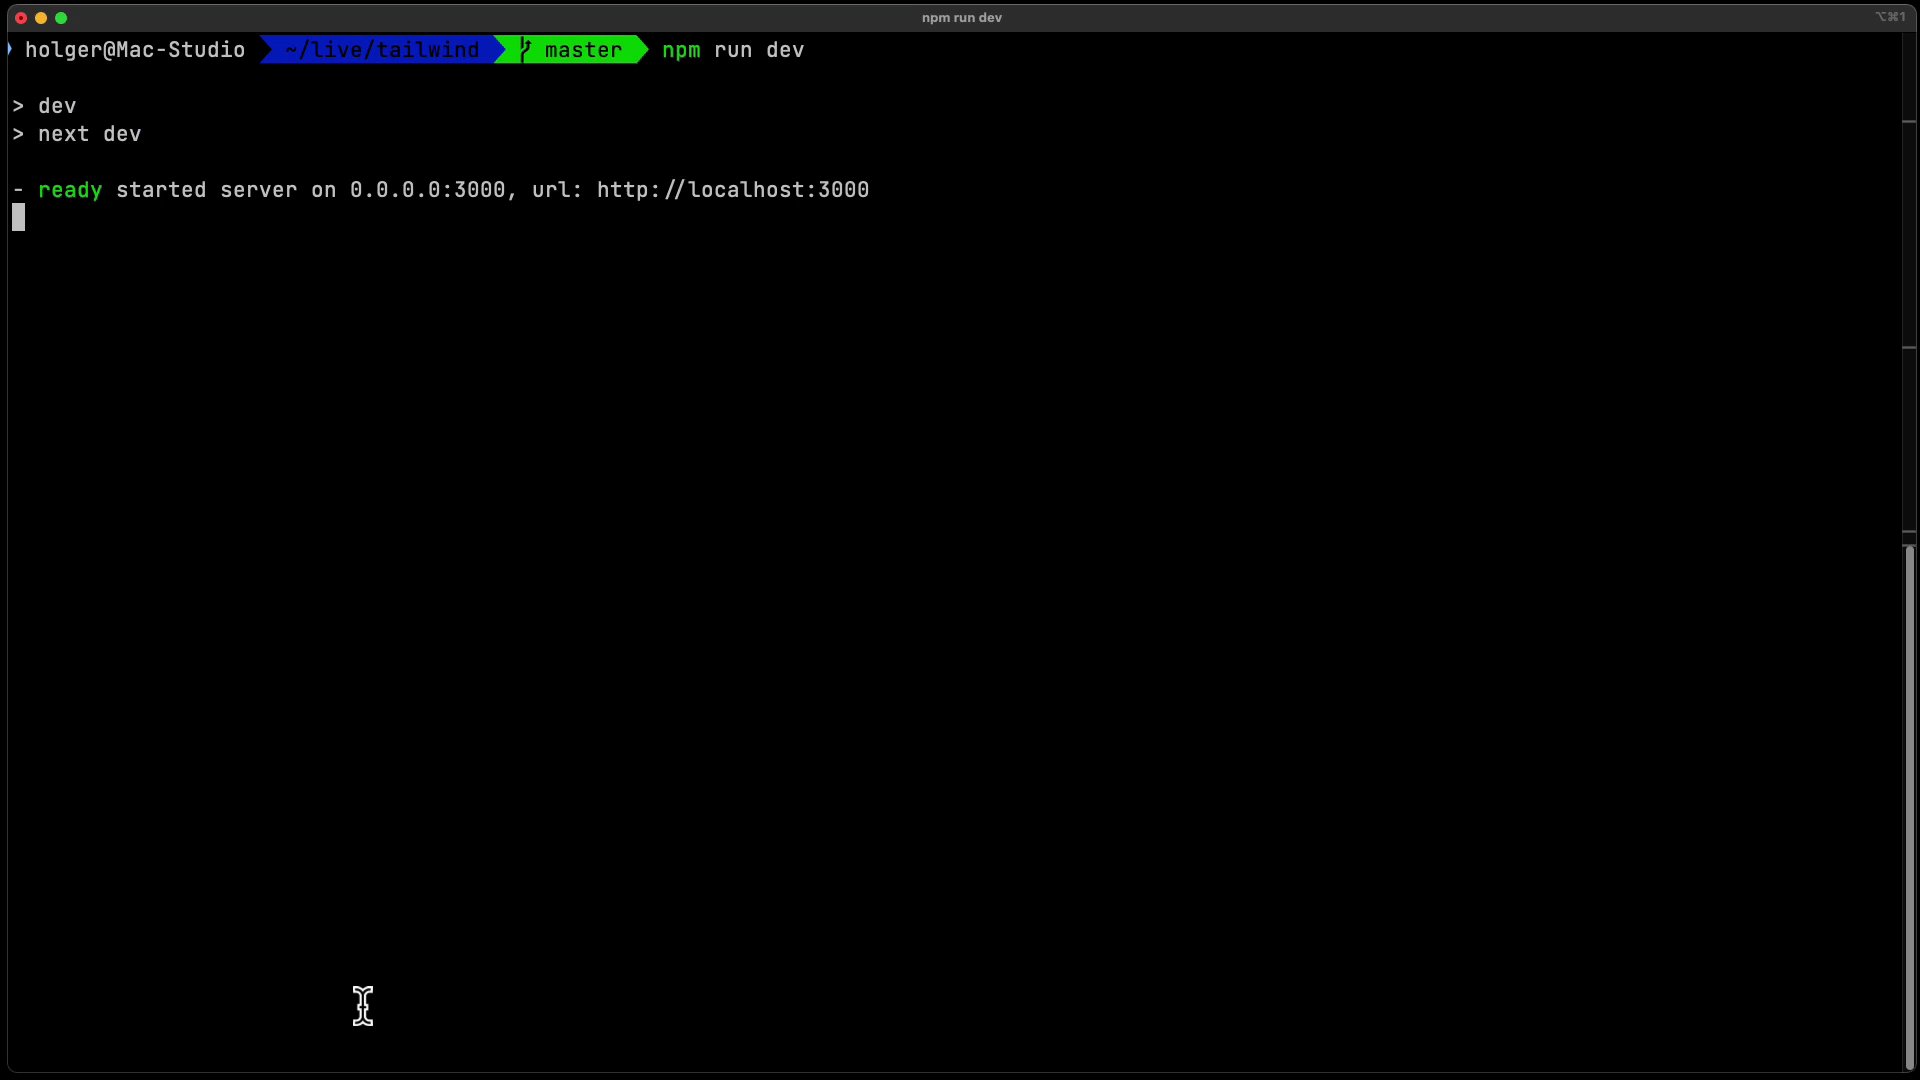 npm run dev
⌥⌘1
holger@Mac-Studio ~/live/tailwind master npm run dev
> dev
> next dev
- ready started server on 0.0.0.0:3000, url: http://localhost:3000